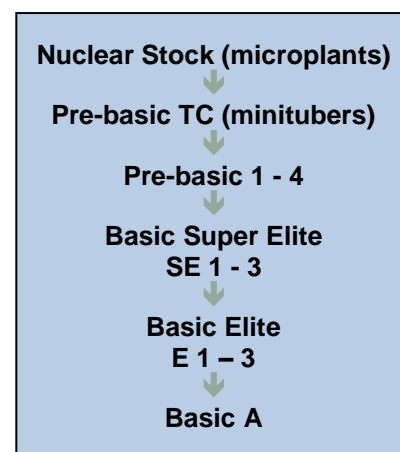 Nuclear Stock (microplants)
Pre-basic TC (minitubers)
Pre-basic 1 - 4
Basic Super Elite
SE 1 - 3
Basic Elite
E 1 – 3
Basic A